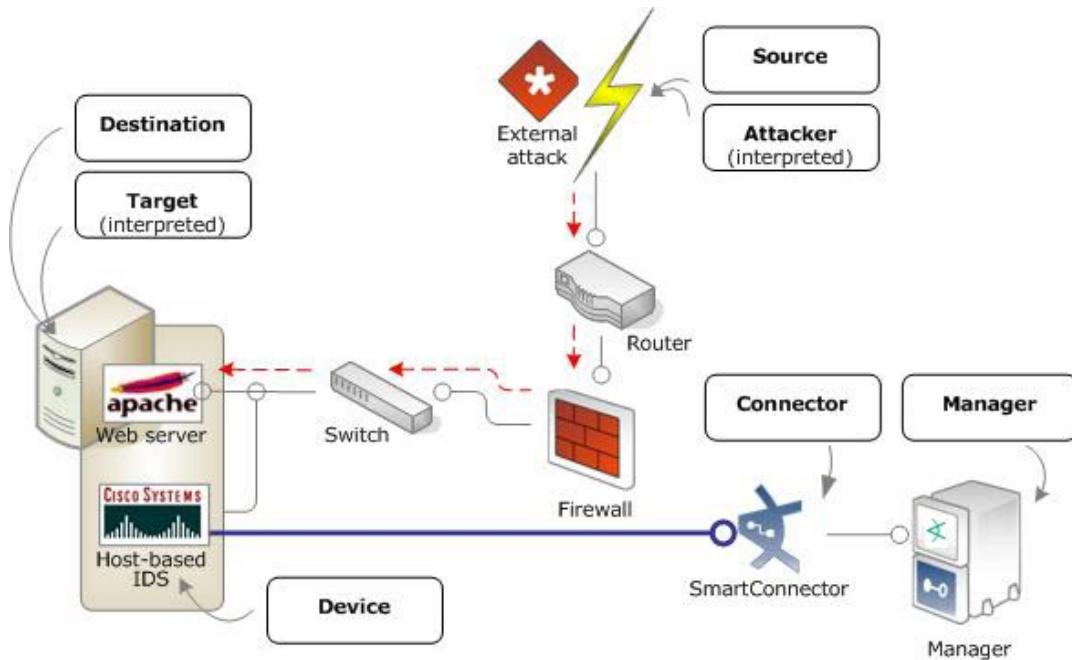 Source
External
attack
Attacker
(interpreted)
Destination
Target
(interpreted)
Router
apache
Web server
Switch
Firewall
Connector
Manager
CISCO SYSTEMS
Host-based
IDS
SmartConnector
Device
Manager